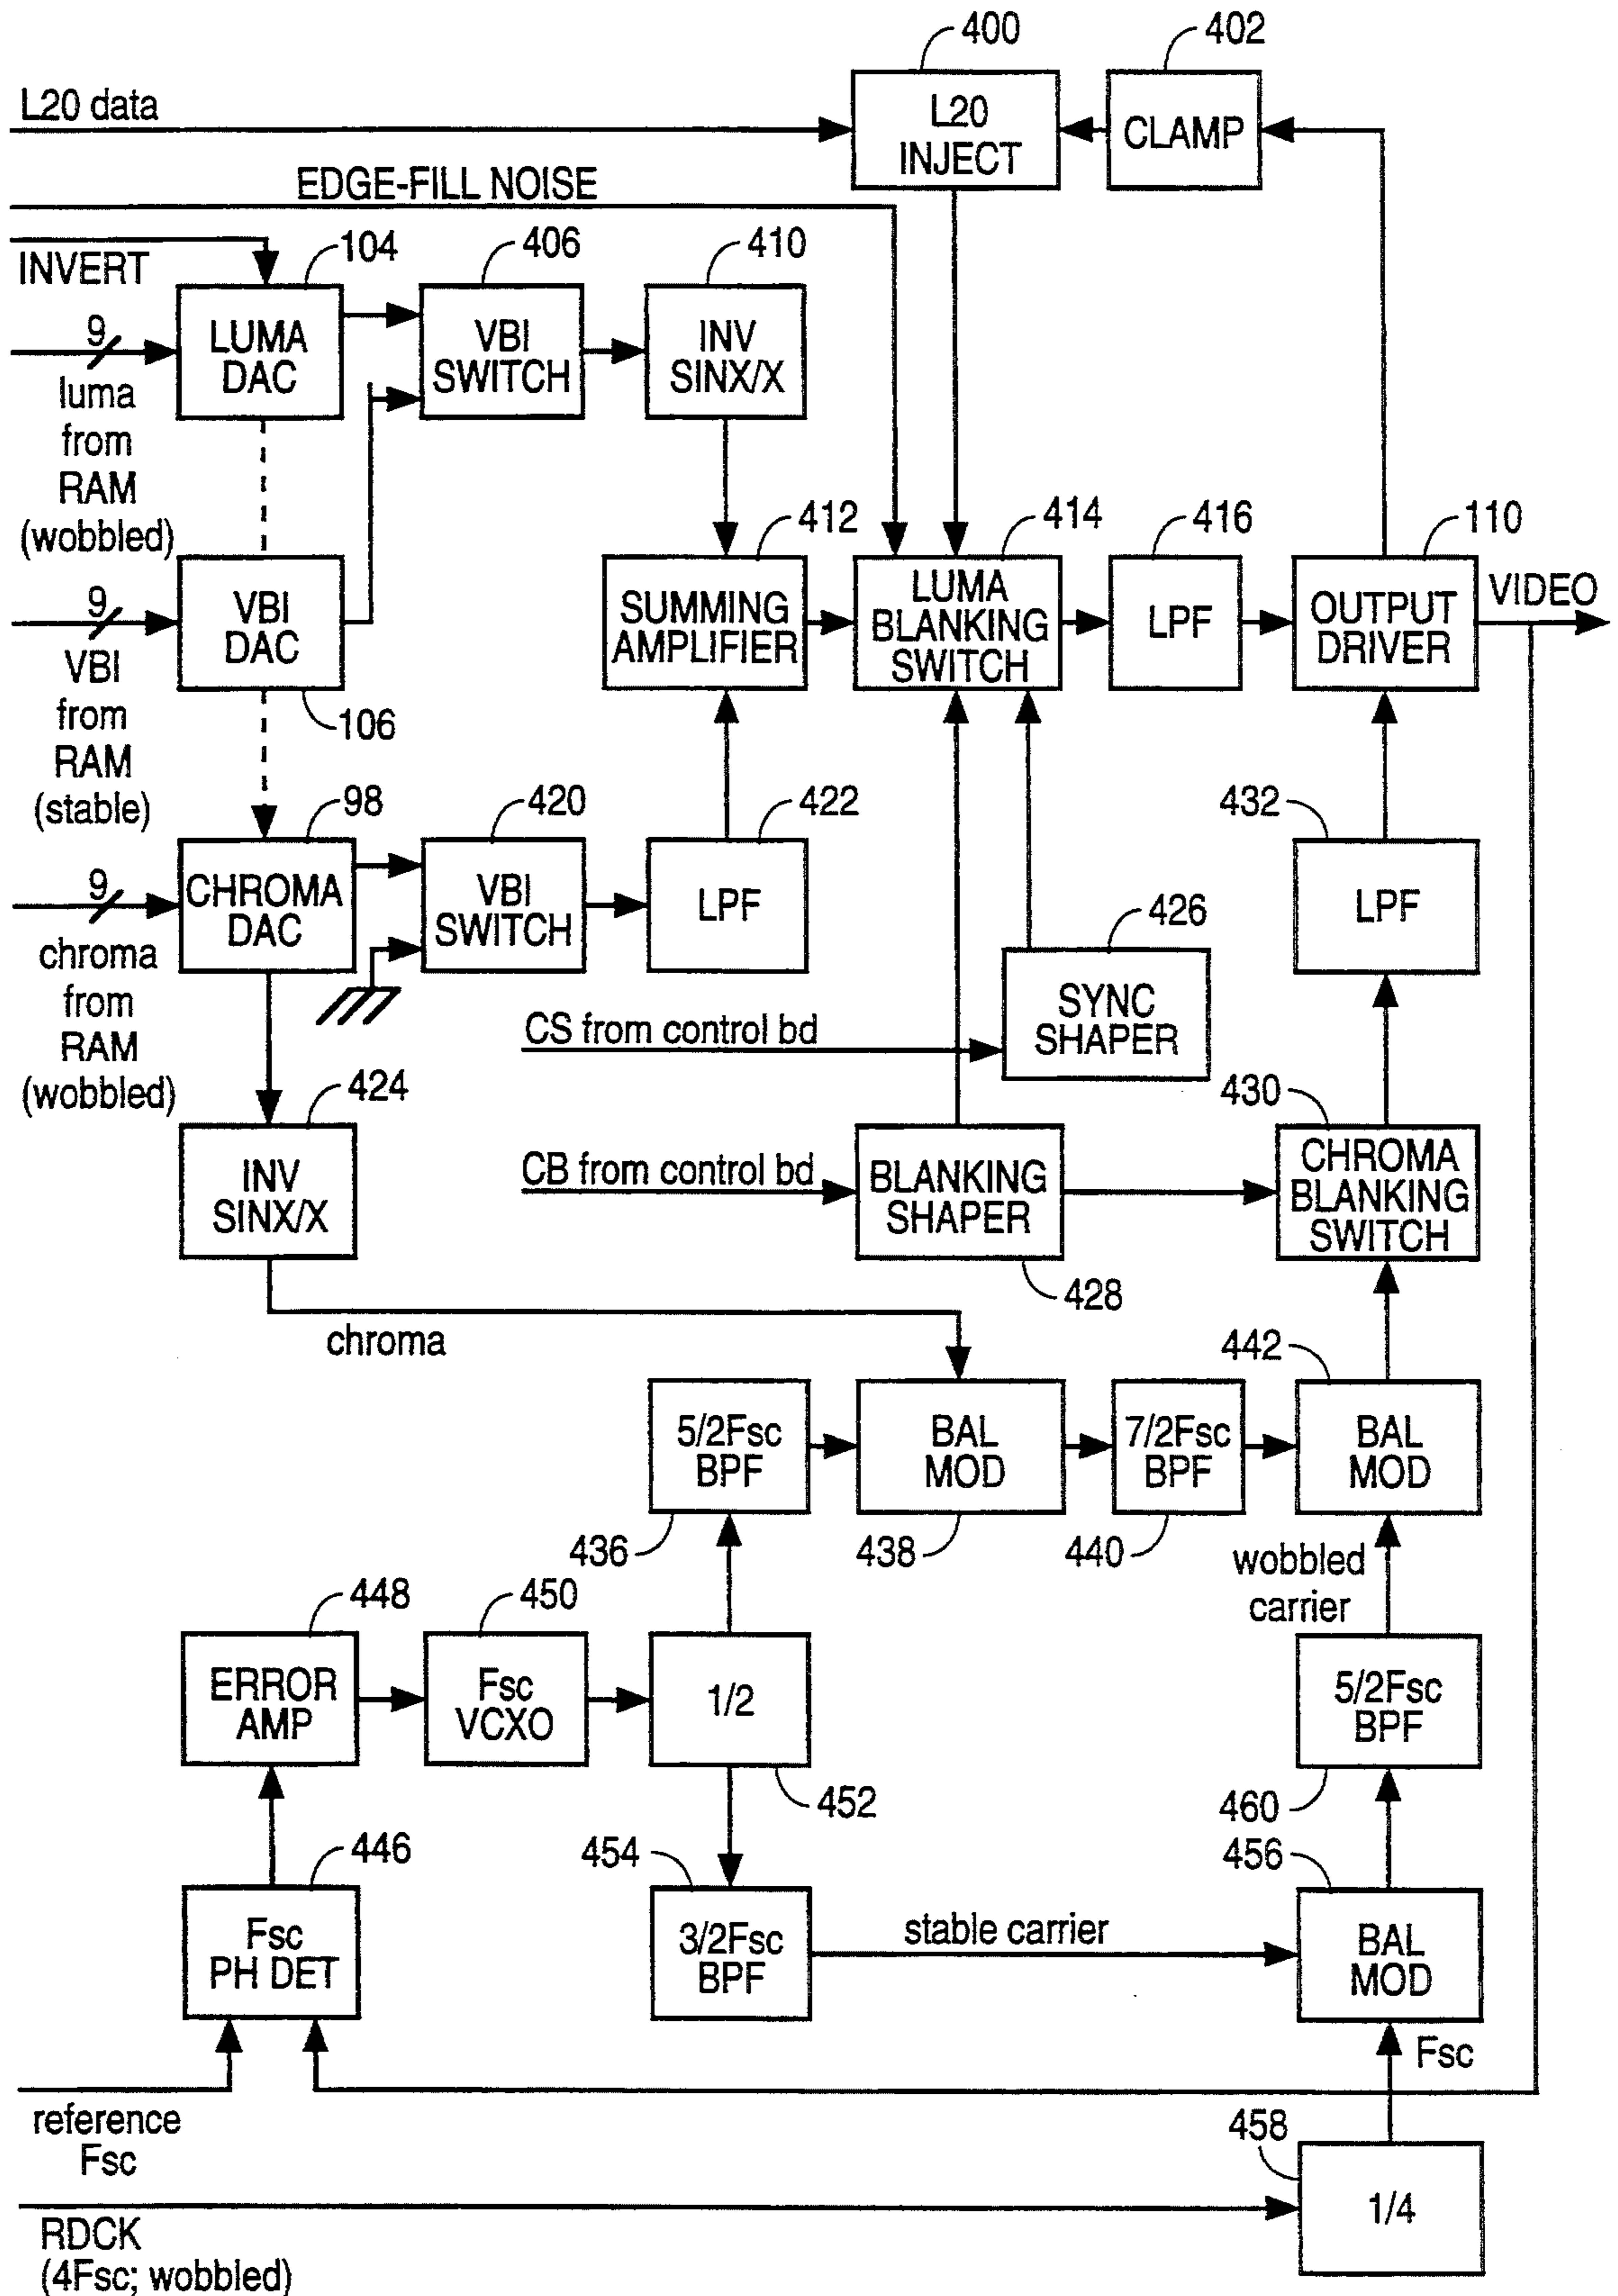 400
402
L20 data
L20
INJECT
CLAMP
EDGE-FILL NOISE
INVERT
104
406
410
9
LUMA
DAC
VBI
SWITCH
INV
SINX/X
luma
from
RAM
(wobbled)
412
414
416
110
9
VBI
DAC
SUMMING
AMPLIFIER
LUMA
BLANKING
SWITCH
LPF
OUTPUT
DRIVER
VIDEO
VBI
from
RAM
(stable)
106
98
420
422
432
9
CHROMA
DAC
VBI
SWITCH
LPF
LPF
chroma
from
RAM
(wobbled)
426
SYNC
SHAPER
CS from control bd
424
430
INV
SINX/X
CB from control bd
BLANKING
SHAPER
CHROMA
BLANKING
SWITCH
428
chroma
442
5/2Fsc
BPF
BAL
MOD
7/2Fsc
BPF
BAL
MOD
436
438
440
wobbled
carrier
448
450
ERROR
AMP
Fsc
VCXO
1/2
5/2Fsc
BPF
452
460
446
454
456
Fsc
PH DET
3/2Fsc
BPF
stable carrier
BAL
MOD
Fsc
reference
Fsc
458
1/4
RDCK
(4Fsc; wobbled)